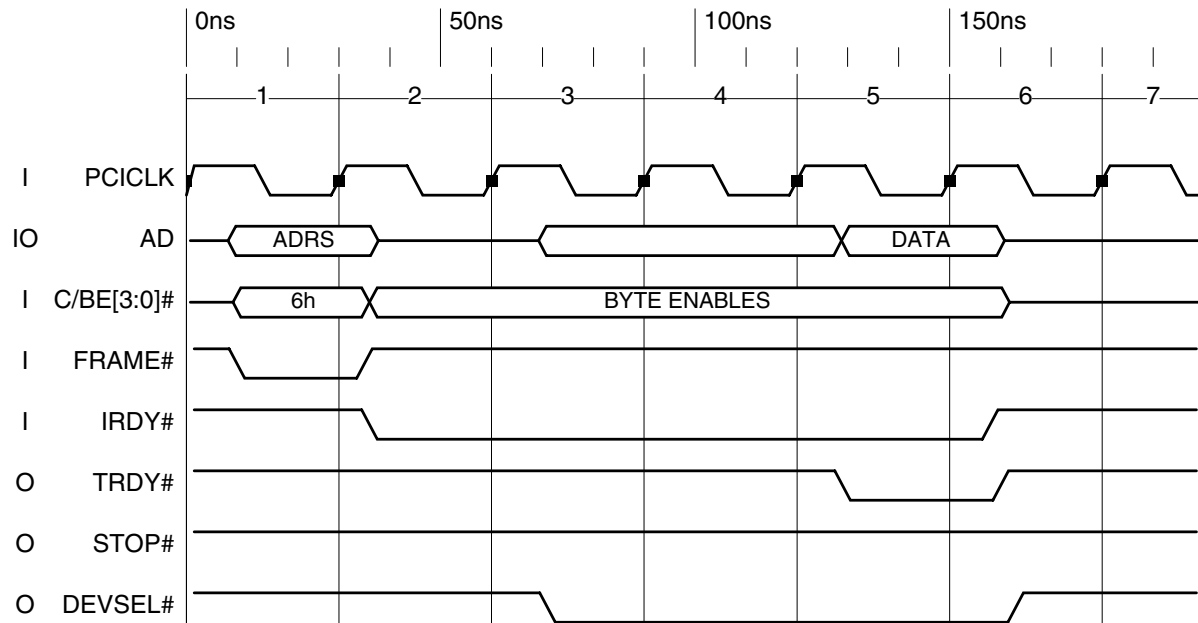 0ns 50ns 100ns 150ns
1 2 3 4 5 6 7
I PCICLK
IO AD ADRS DATA
I C/BE[3:0]# 6h BYTE ENABLES
I FRAME#
I IRDY#
O TRDY#
O STOP#
O DEVSEL#